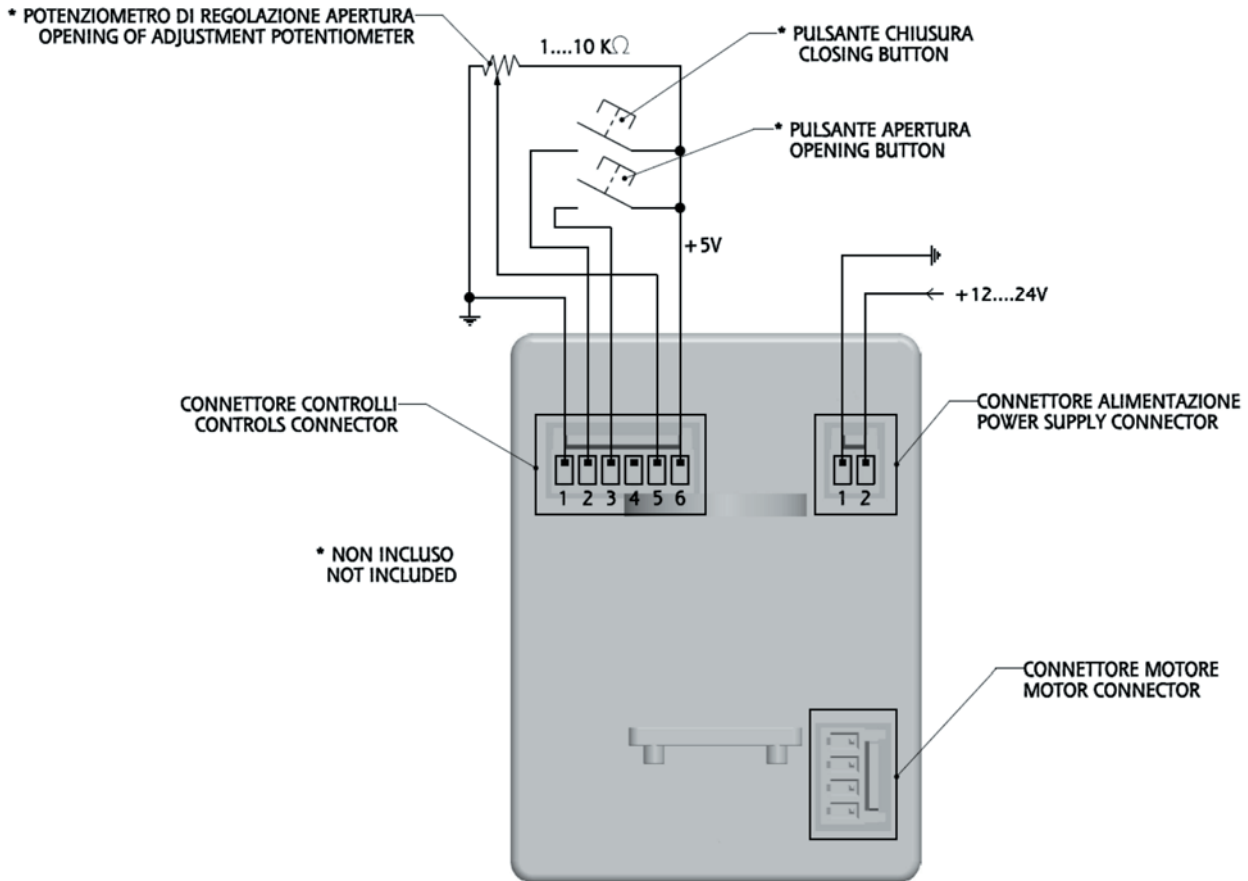 * POTENZIOMETRO DI REGOLAZIONE APERTURA
OPENING OF ADJUSTMENT POTENTIOMETER
1....10 KΩ
* PULSANTE CHIUSURA
CLOSING BUTTON
* PULSANTE APERTURA
OPENING BUTTON
+5V
+12....24V
CONNETTORE CONTROLLI
CONTROLS CONNECTOR
CONNETTORE ALIMENTAZIONE
POWER SUPPLY CONNECTOR
1 2 3 4 5 6
1 2
* NON INCLUSO
NOT INCLUDED
CONNETTORE MOTORE
MOTOR CONNECTOR